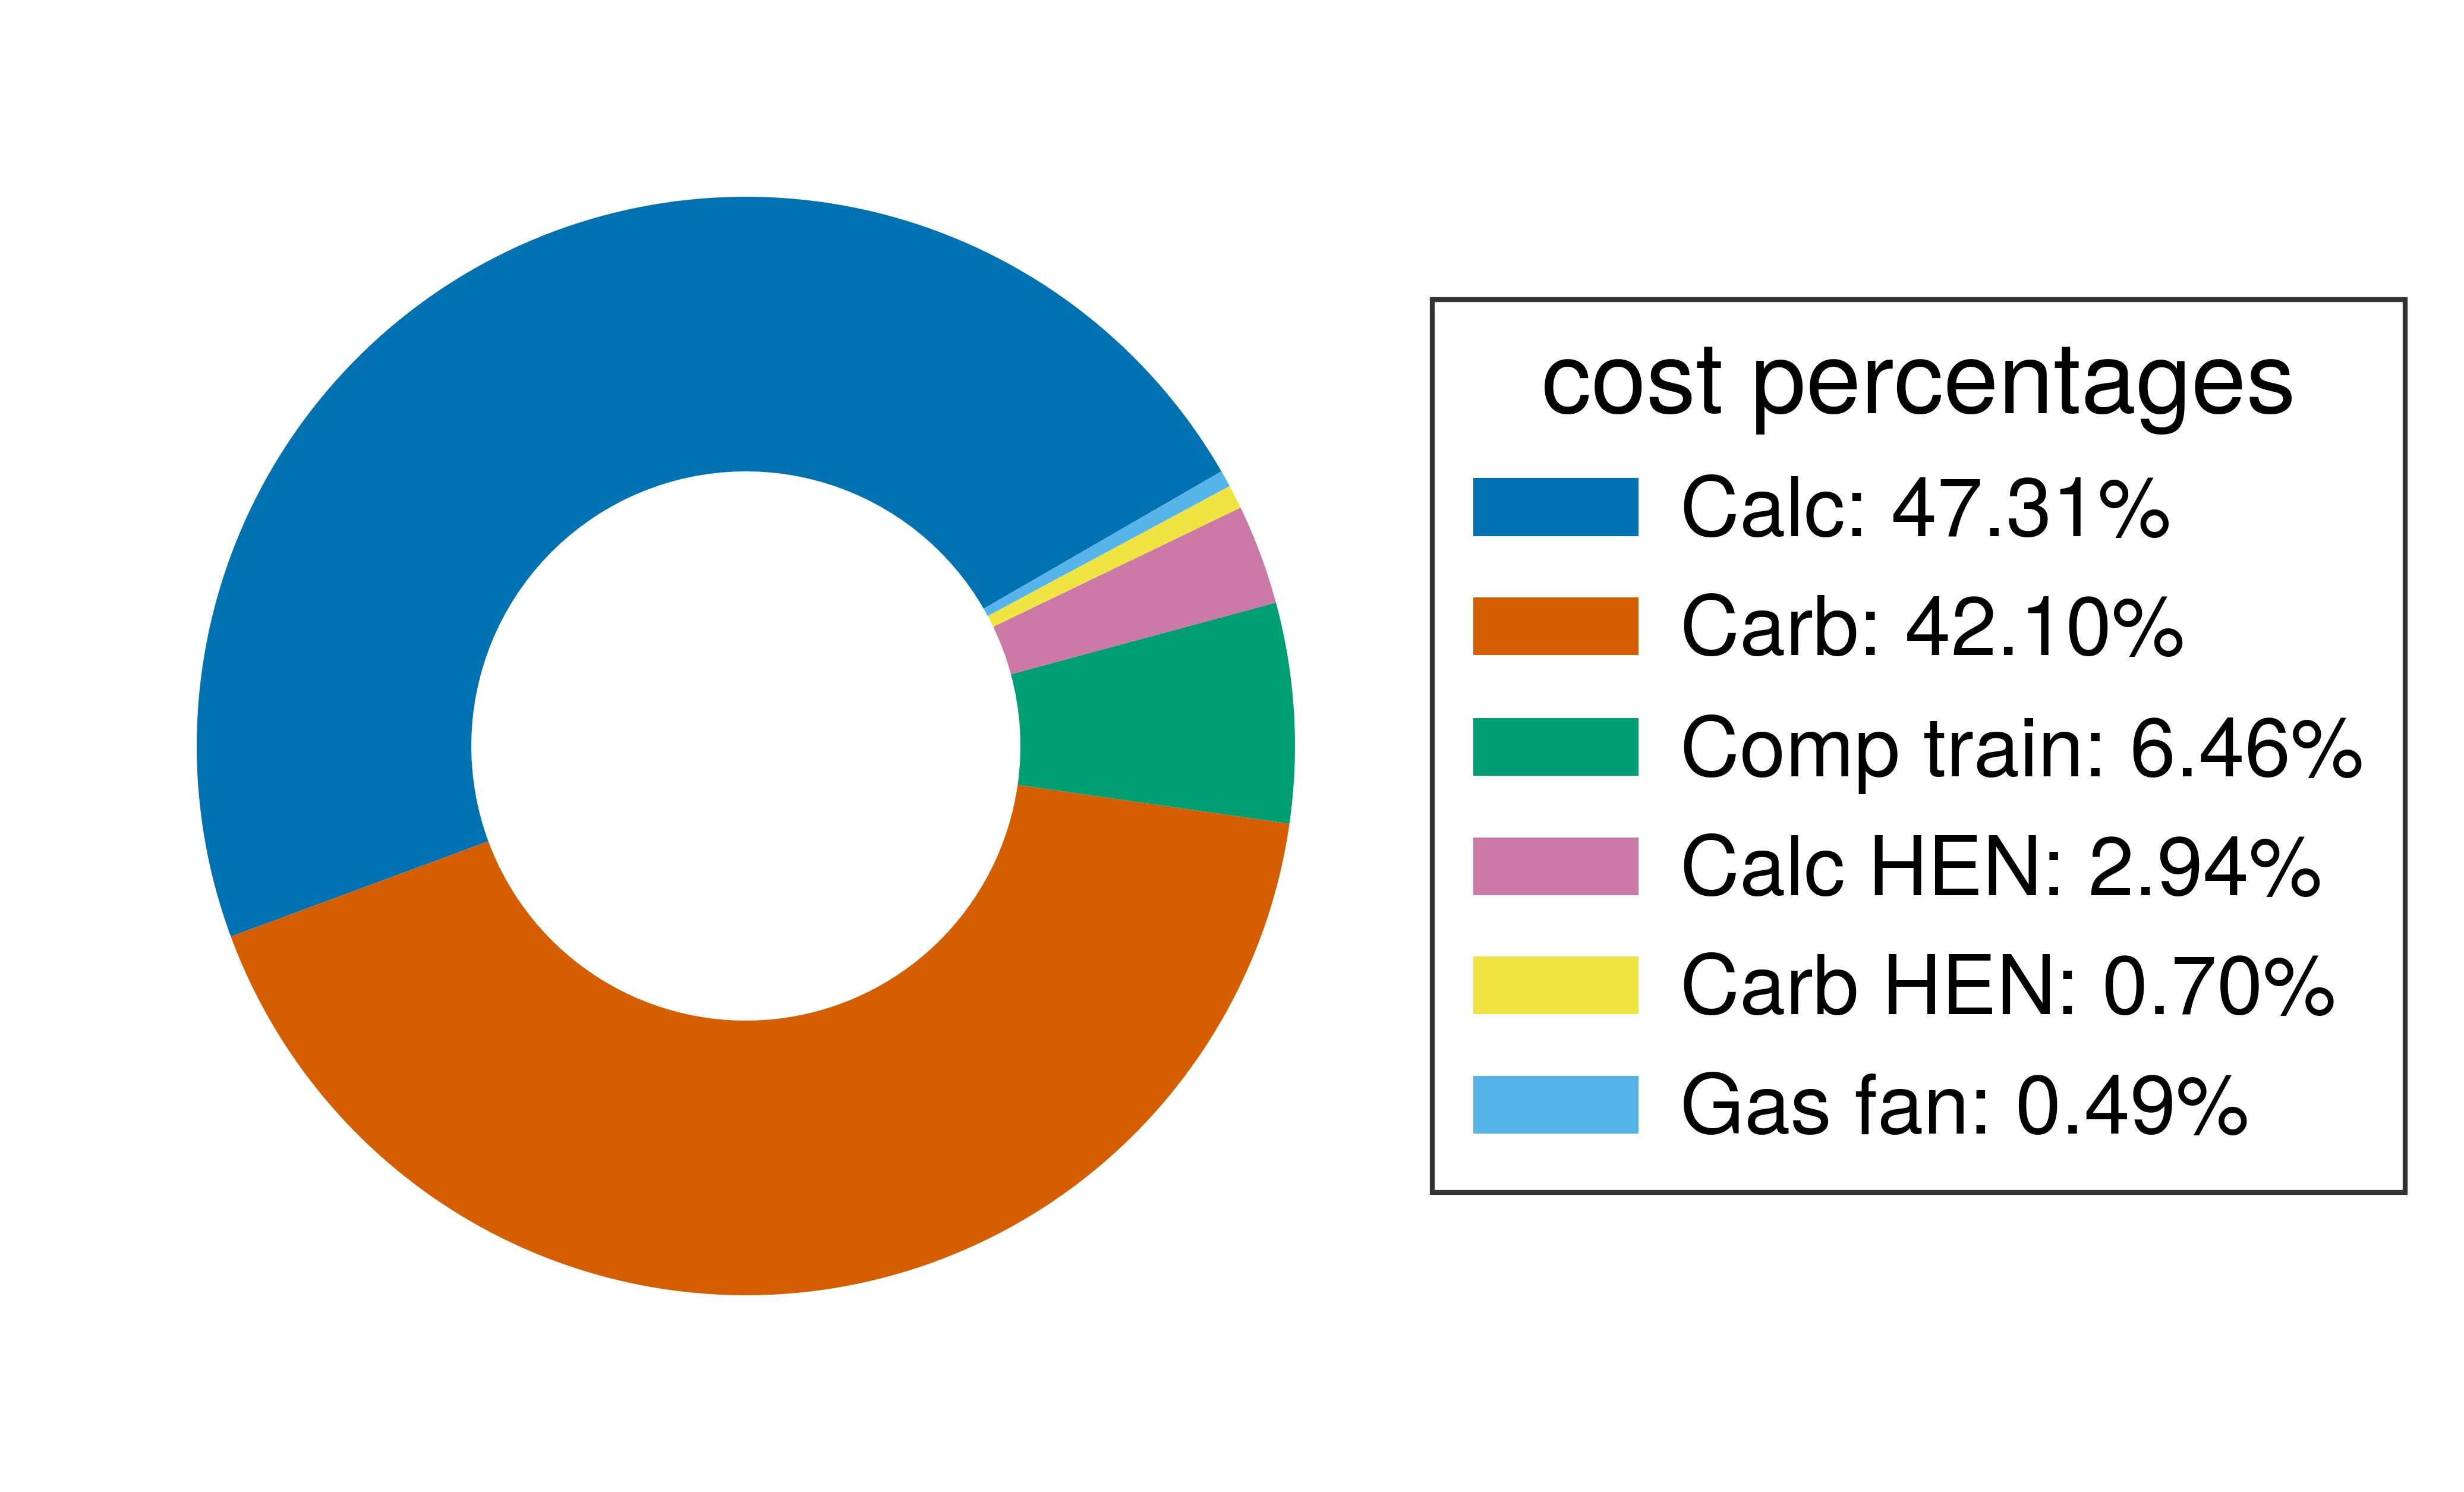 cost percentages
Calc: 47.31%
Carb: 42.10%
Comp train: 6.46%
Calc HEN: 2.94%
Carb HEN: 0.70%
Gas fan: 0.49%